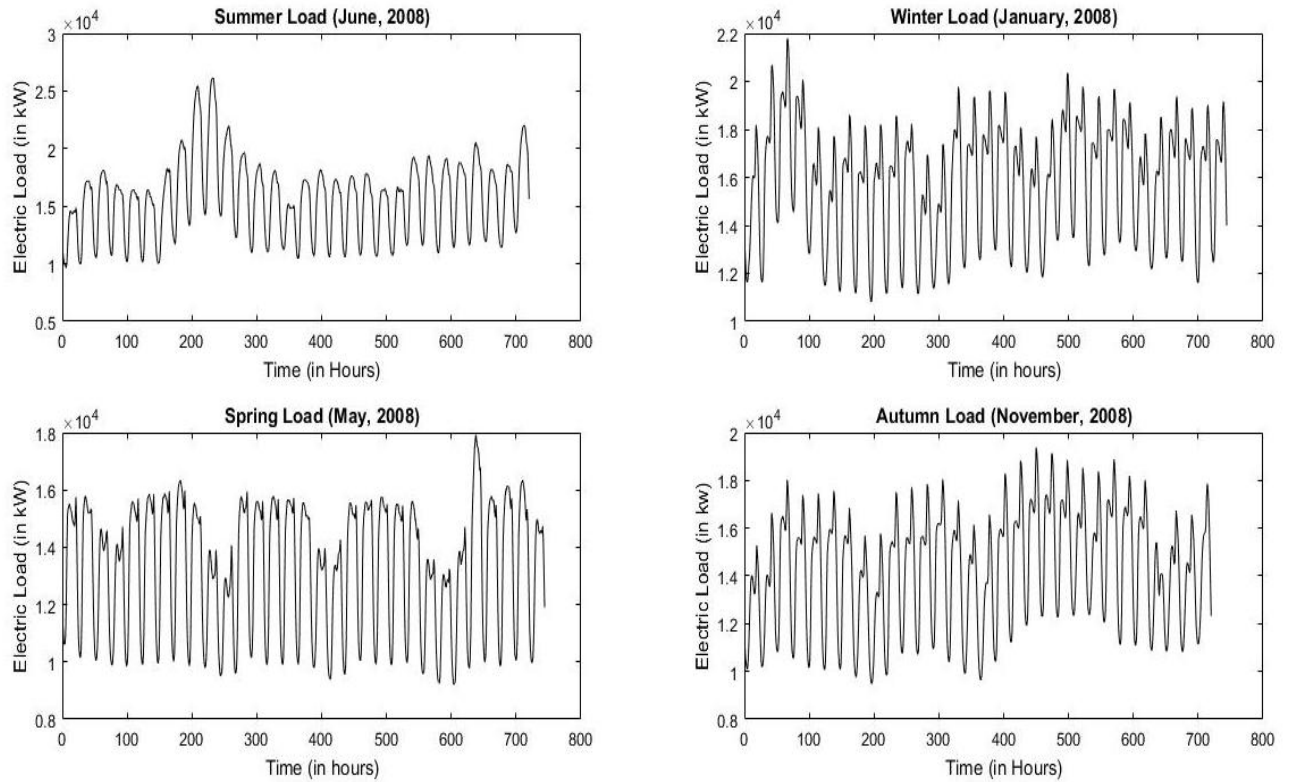 Summer Load (June, 2008)
×10⁴
3
2.5
2
1.5
1
0.5
Electric Load (in kW)
0 100 200 300 400 500 600 700 800
Time (in Hours)
Winter Load (January, 2008)
×10⁴
2.2
2
1.8
1.6
1.4
1.2
1
Electric Load (in kW)
0 100 200 300 400 500 600 700 800
Time (in hours)
Spring Load (May, 2008)
×10⁴
1.8
1.6
1.4
1.2
1
0.8
Electric Load (in kW)
0 100 200 300 400 500 600 700 800
Time (in hours)
Autumn Load (November, 2008)
×10⁴
2
1.8
1.6
1.4
1.2
1
0.8
Electric Load (in kw)
0 100 200 300 400 500 600 700 800
Time (in Hours)